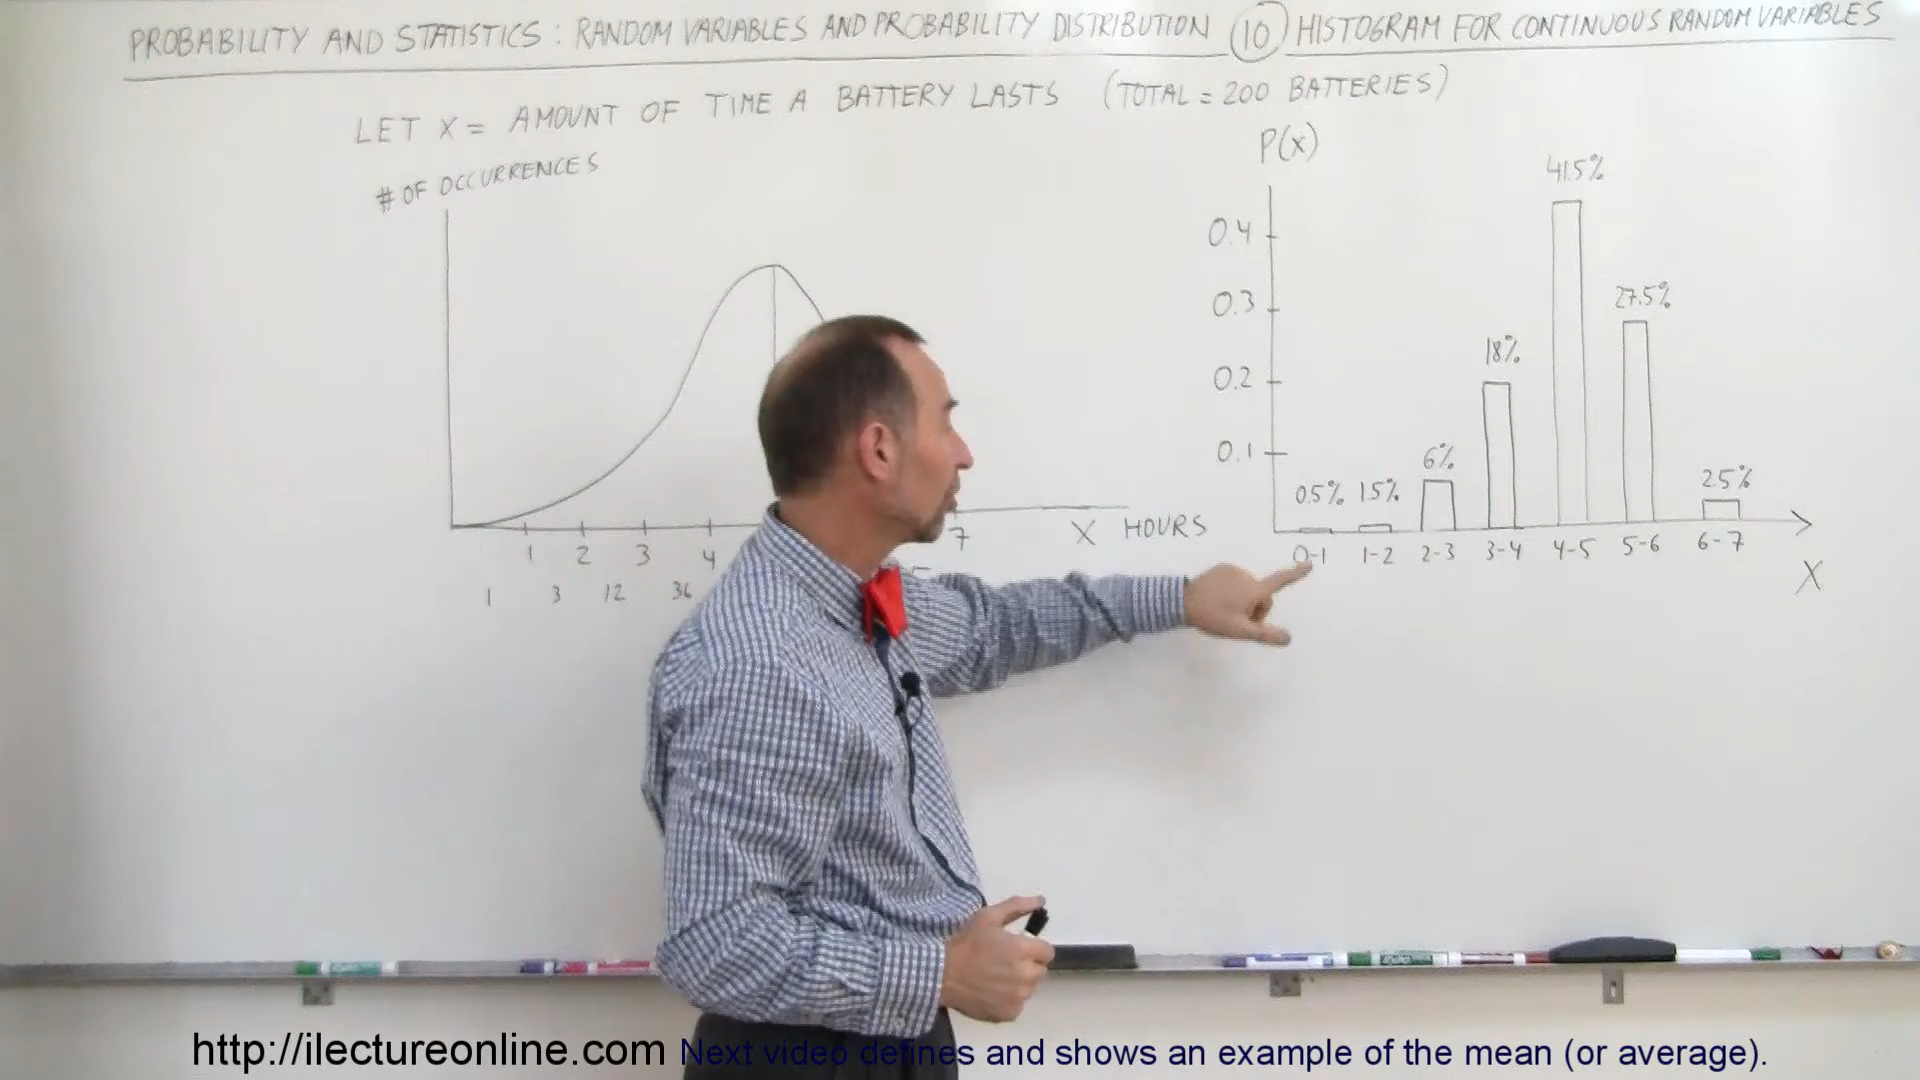 PROBABILITY AND STATISTICS: RANDOM VARIABLES AND PROBABILITY DISTRIBUTION 10 HISTOGRAM FOR CONTINUOUS RANDOM VARIABLES
LET X = AMOUNT OF TIME A BATTERY LASTS (TOTAL = 200 BATTERIES)
# OF OCCURRENCES
1 2 3 4 7 X HOURS
1 3 12 36
P(x)
41.5%
0.4
27.5%
0.3
18%
0.2
6%
0.1
0.5% 1.5% 2.5%
0-1 1-2 2-3 3-4 4-5 5-6 6-7
X
http://ilectureonline.com Next video defines and shows an example of the mean (or average).